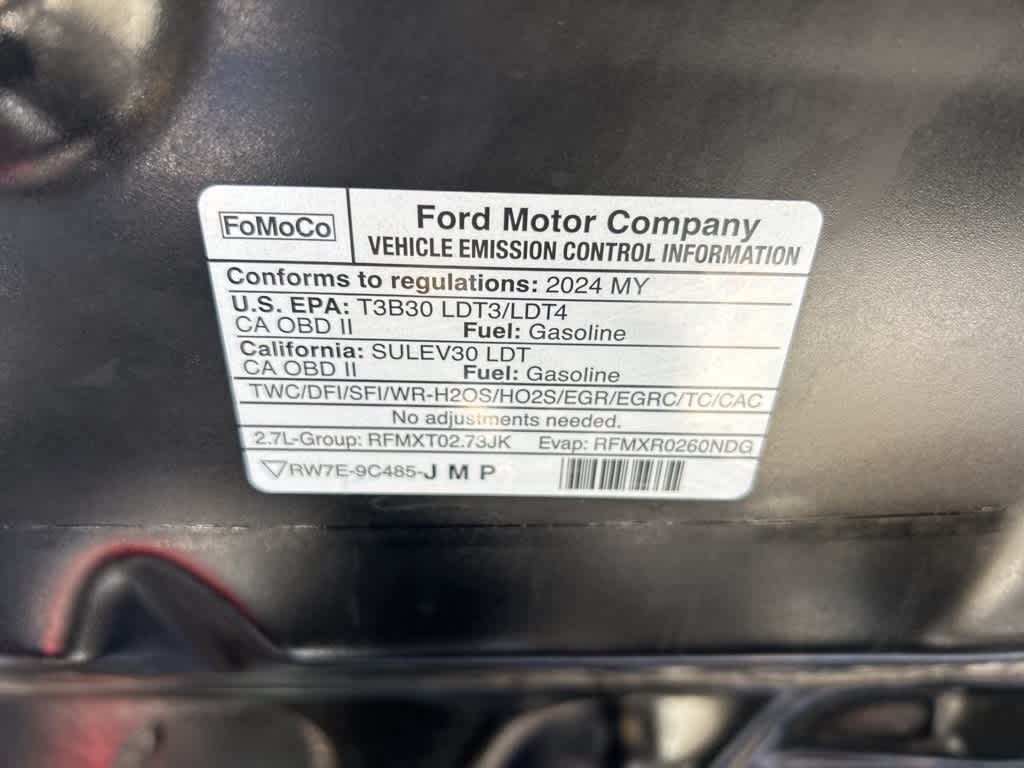 FoMoCo
Ford Motor Company
VEHICLE EMISSION CONTROL INFORMATION
Conforms to regulations: 2024 MY
U.S. EPA: T3B30 LDT3/LDT4
CA OBD II Fuel: Gasoline
California: SULEV30 LDT
CA OBD II Fuel: Gasoline
TWC/DFI/SFI/WR-H2OS/HO2S/EGR/EGRC/TC/CAC
No adjustments needed.
2.7L-Group: RFMXT02.73JK Evap: RFMXR0260NDG
RW7E-9C485-J M P